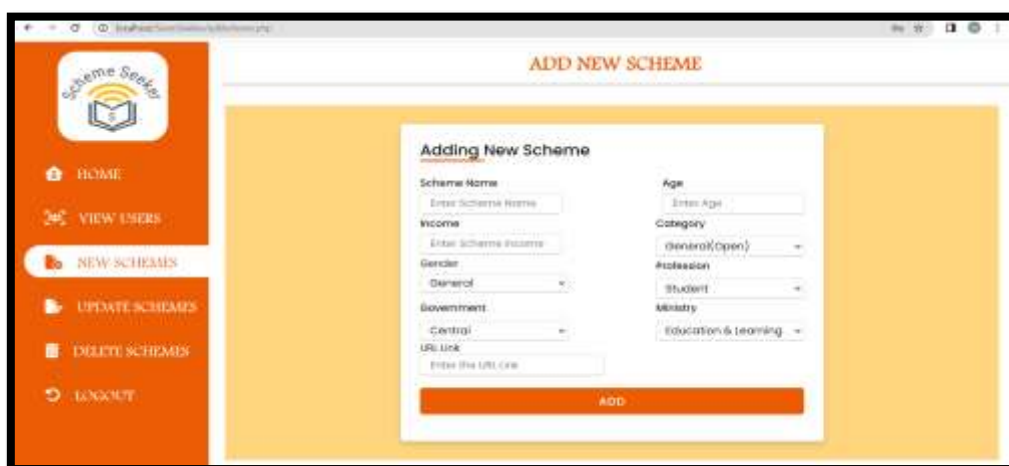 ADD NEW SCHEME
Scheme Seeker
S
HOME
VIEW USERS
NEW SCHEMES
UPDATE SCHEMES
DELETE SCHEMES
LOGOUT
Adding New Scheme
Scheme Name
Enter Scheme Name
Age
Enter Age
Income
Enter Scheme Income
Category
General(Open)
Gender
General
Profession
Student
Government
Central
Ministry
Education & Learning
URL Link
Enter the URL Link
ADD